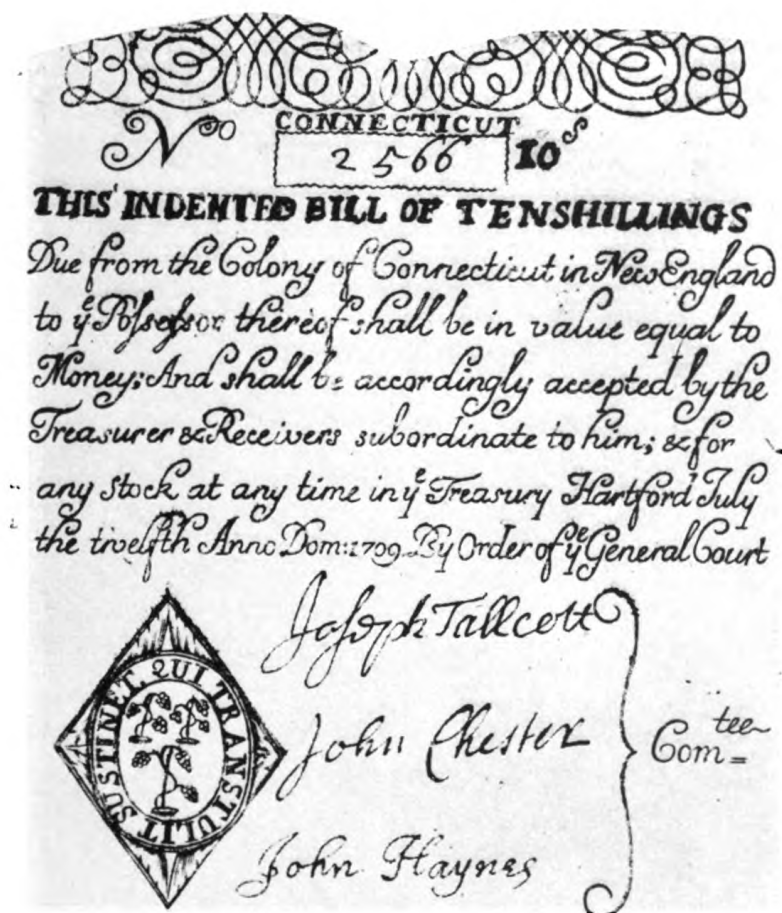 CONNECTICUT
No 2566 10s
THIS INDENTED BILL OF TENSHILLINGS
Due from the Colony of Connecticut in New England
to ye Possessor thereof shall be in value equal to
Money; And shall be accordingly accepted by the
Treasurer & Receivers subordinate to him; & for
any Stock at any time in ye Treasury Hartford July
the twelfth Anno Dom: 1709 By Order of ye General Court
Joseph Tallcott
John Chester
Comtee
John Haynes
SUSTINET QUI TRANSTULIT